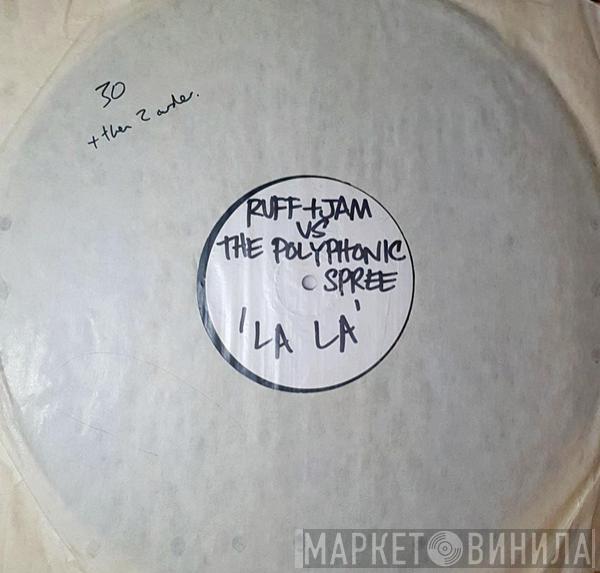 30
+ then 2 order.
RUFF + JAM
VS
THE POLYPHONIC
SPREE
'LA LA'
МАРКЕТ ВИНИЛА